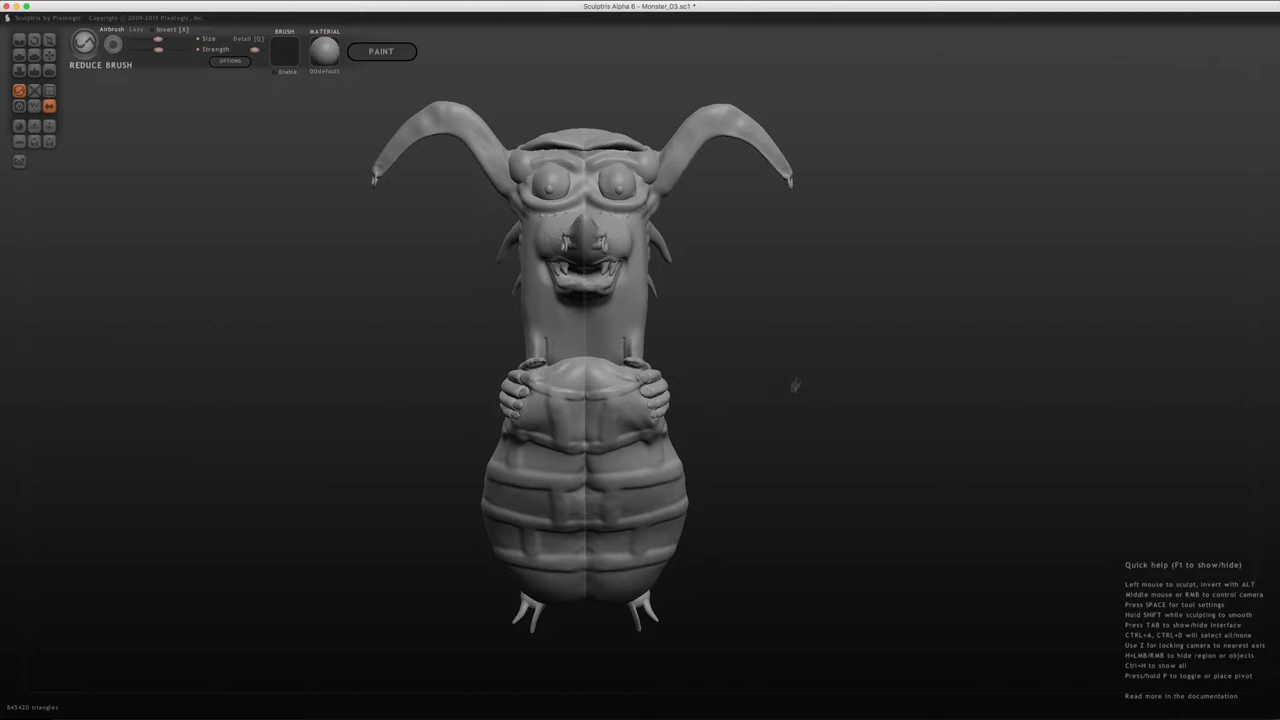 Sculptris Alpha 6 - Monster_03.sc1 *
Sculptris by Pixologic Copyright © 2009-2015 Pixologic, Inc.
Airbrush Lazy Invert [A]
Size Detail [Q]
Strength
OPTIONS
REDUCE BRUSH
BRUSH
Enable
MATERIAL
00default
PAINT
GoZ
Quick help (F1 to show/hide)
Left mouse to sculpt, invert with ALT
Middle mouse or RMB to control camera
Press SPACE for tool settings
Hold SHIFT while sculpting to smooth
Press TAB to show/hide interface
CTRL+A, CTRL+D will select all/none
Use Z for locking camera to nearest axis
H+LMB/RMB to hide region or objects
Ctrl+H to show all
Press/hold P to toggle or place pivot
Read more in the documentation
845420 triangles